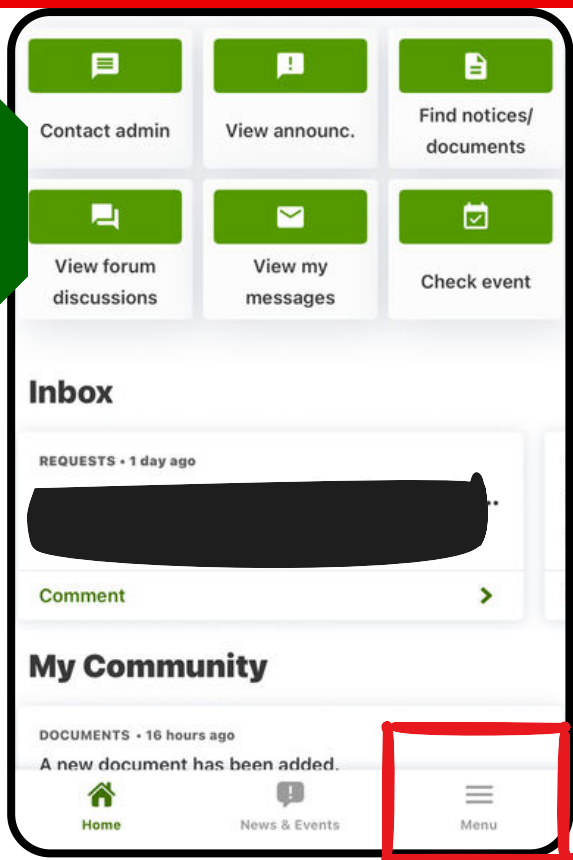 Contact admin
View announc.
Find notices/
documents
View forum
discussions
View my
messages
Check event
Inbox
REQUESTS • 1 day ago
Comment
My Community
DOCUMENTS • 16 hours ago
A new document has been added.
Home
News & Events
Menu